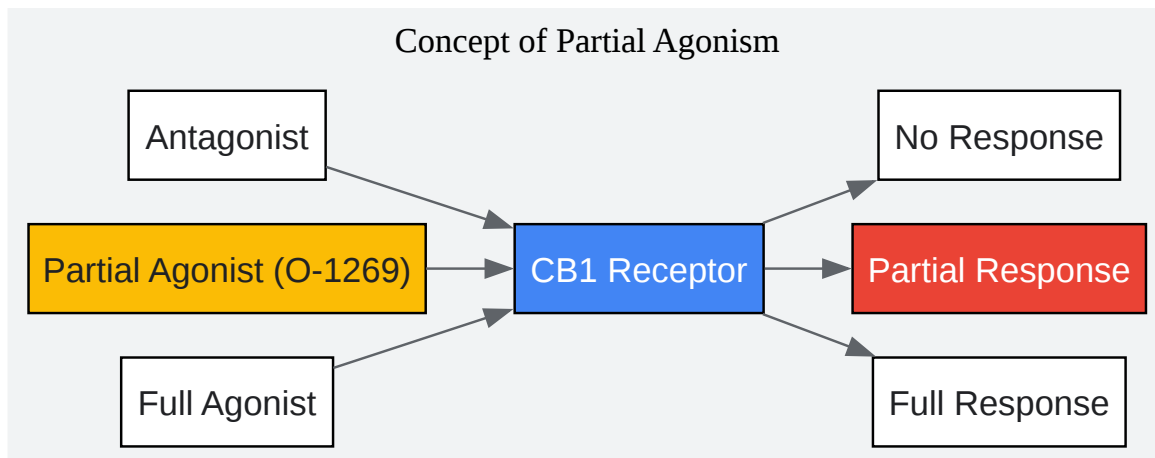 Concept of Partial Agonism
Antagonist
No Response
Partial Agonist (O-1269)
CB1 Receptor
Partial Response
Full Agonist
Full Response